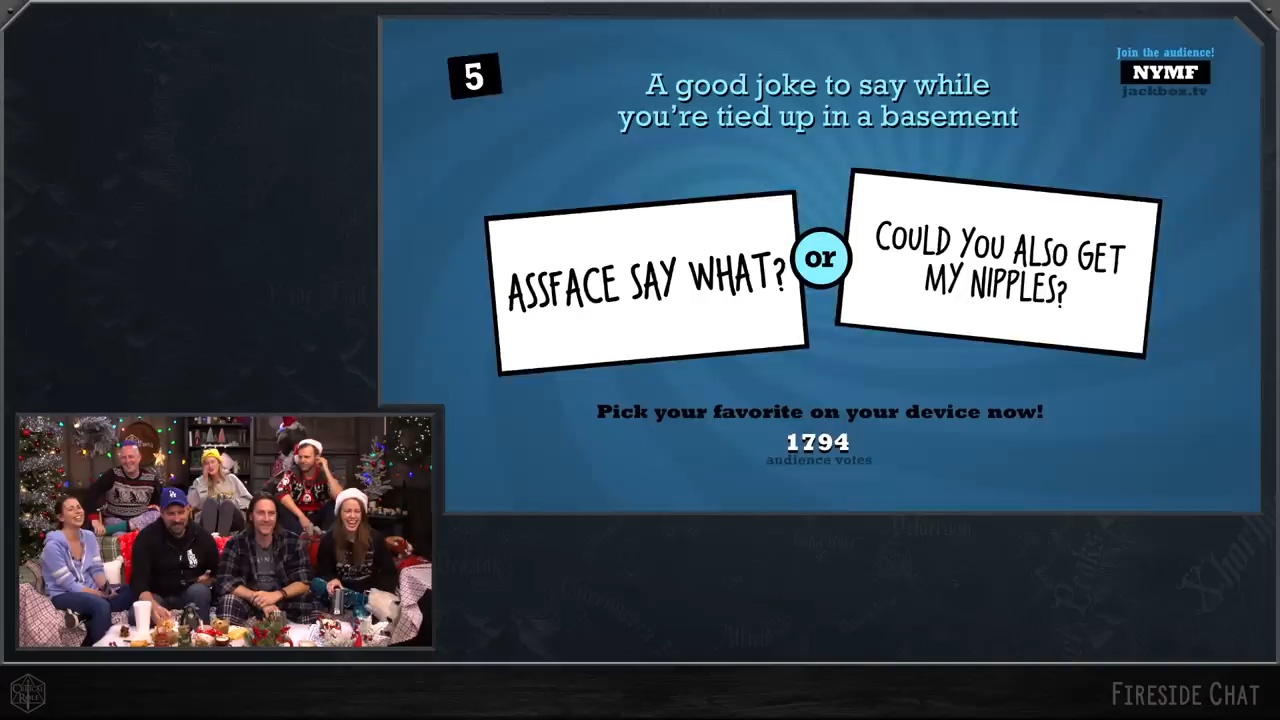 5
A good joke to say while
you're tied up in a basement
Join the audience!
NYMF
jackbox.tv
ASSFACE SAY WHAT?
or
COULD YOU ALSO GET
MY NIPPLES?
Pick your favorite on your device now!
1794
audience votes
CRITICAL
ROLE
FIRESIDE CHAT